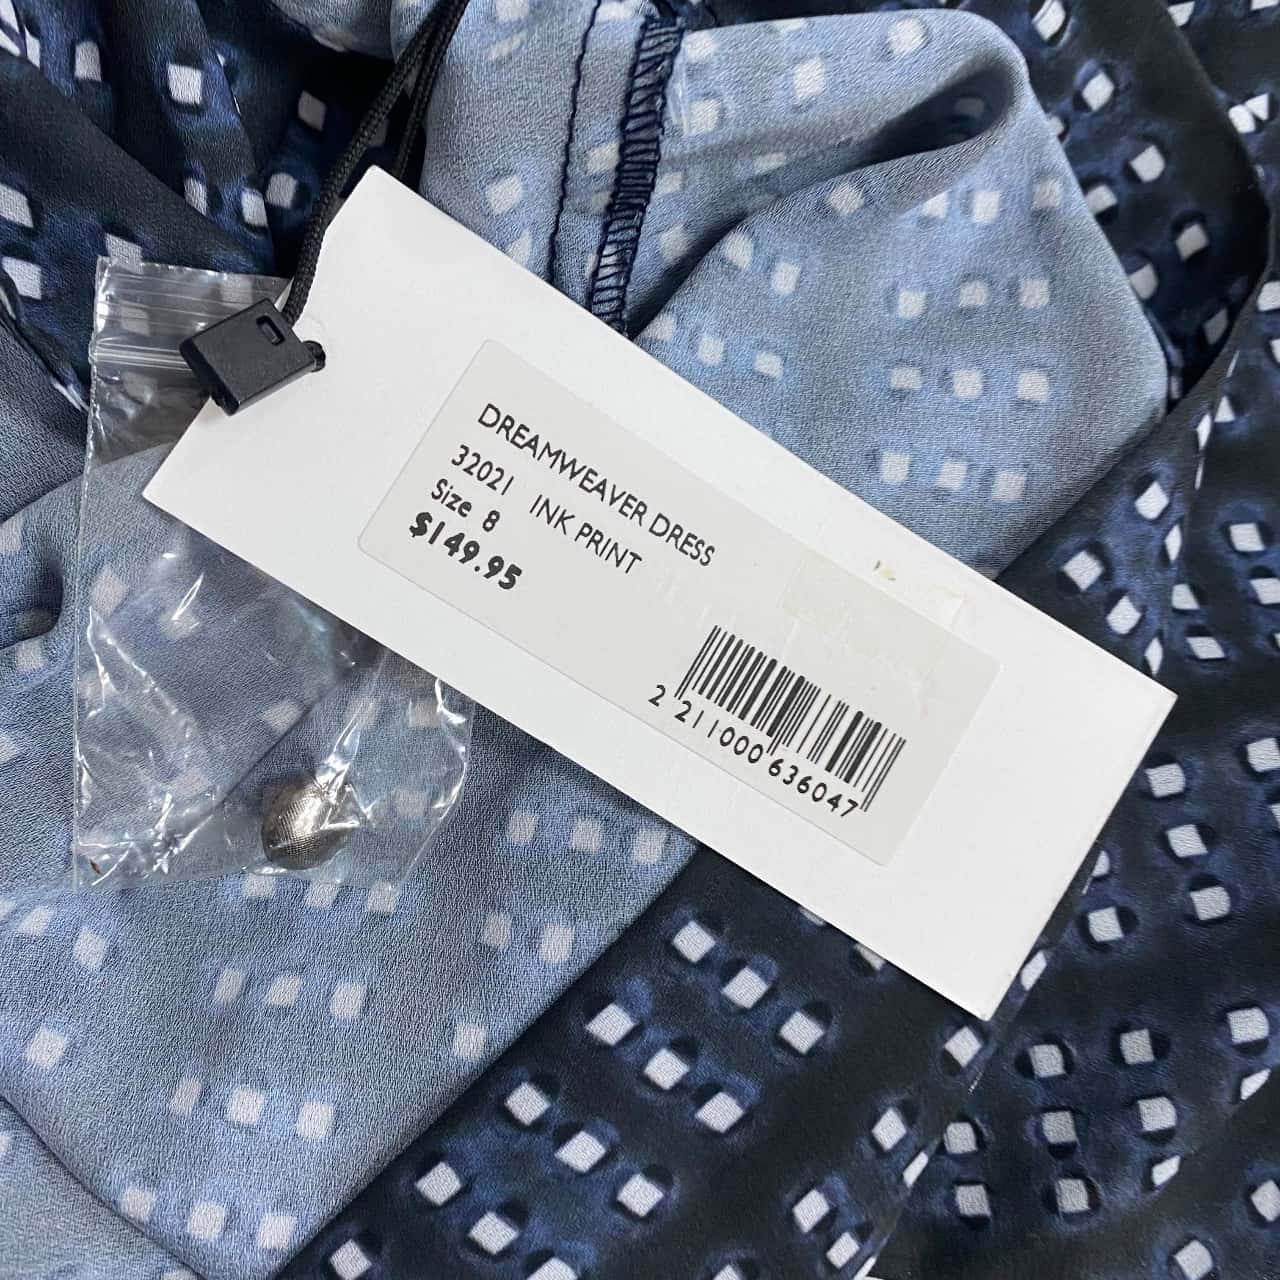 DREAMWEAVER DRESS
32021 INK PRINT
Size 8
$149.95
2 211000 636047